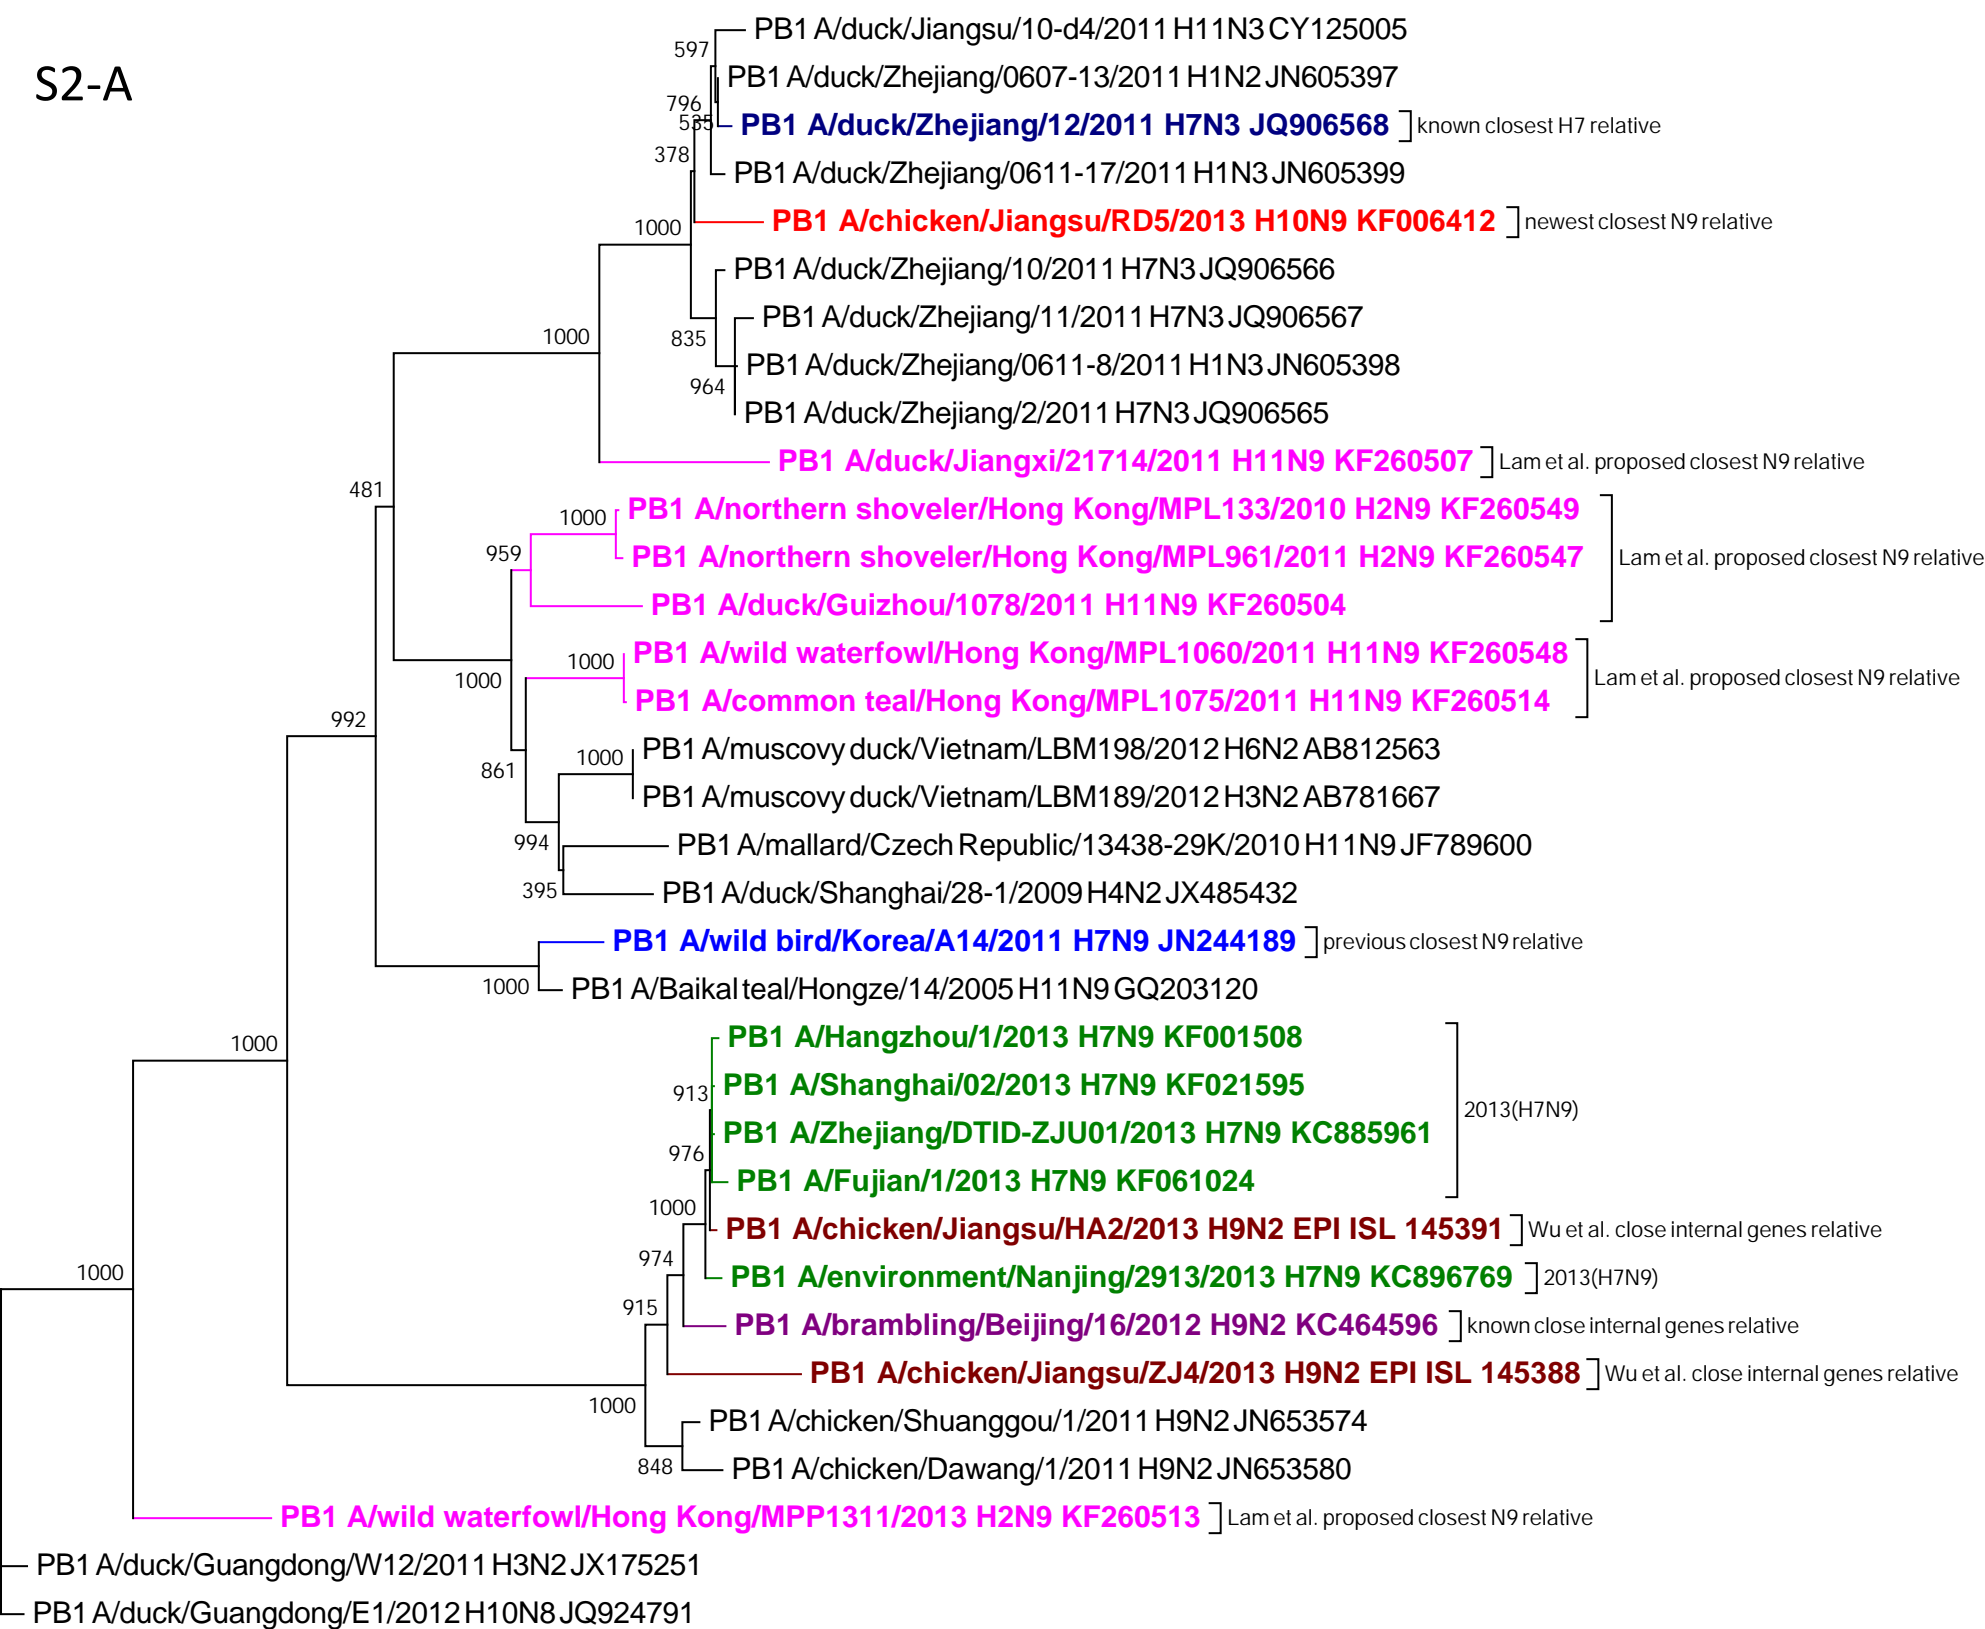 S2-A
PB1 A/duck/Jiangsu/10-d4/2011 H11N3 CY125005
597
PB1 A/duck/Zhejiang/0607-13/2011 H1N2 JN605397
796
535
PB1 A/duck/Zhejiang/12/2011 H7N3 JQ906568 known closest H7 relative
378
PB1 A/duck/Zhejiang/0611-17/2011 H1N3 JN605399
PB1 A/chicken/Jiangsu/RD5/2013 H10N9 KF006412 newest closest N9 relative
1000
PB1 A/duck/Zhejiang/10/2011 H7N3 JQ906566
PB1 A/duck/Zhejiang/11/2011 H7N3 JQ906567
1000
835
PB1 A/duck/Zhejiang/0611-8/2011 H1N3 JN605398
964
PB1 A/duck/Zhejiang/2/2011 H7N3 JQ906565
PB1 A/duck/Jiangxi/21714/2011 H11N9 KF260507 Lam et al. proposed closest N9 relative
481
PB1 A/northern shoveler/Hong Kong/MPL133/2010 H2N9 KF260549
1000
959
PB1 A/northern shoveler/Hong Kong/MPL961/2011 H2N9 KF260547 Lam et al. proposed closest N9 relative
PB1 A/duck/Guizhou/1078/2011 H11N9 KF260504
PB1 A/wild waterfowl/Hong Kong/MPL1060/2011 H11N9 KF260548
1000
1000
Lam et al. proposed closest N9 relative
PB1 A/common teal/Hong Kong/MPL1075/2011 H11N9 KF260514
992
PB1 A/muscovy duck/Vietnam/LBM198/2012 H6N2 AB812563
1000
861
PB1 A/muscovy duck/Vietnam/LBM189/2012 H3N2 AB781667
994
PB1 A/mallard/Czech Republic/13438-29K/2010 H11N9 JF789600
395
PB1 A/duck/Shanghai/28-1/2009 H4N2 JX485432
PB1 A/wild bird/Korea/A14/2011 H7N9 JN244189 previous closest N9 relative
1000
PB1 A/Baikal teal/Hongze/14/2005 H11N9 GQ203120
1000
PB1 A/Hangzhou/1/2013 H7N9 KF001508
913
PB1 A/Shanghai/02/2013 H7N9 KF021595
2013(H7N9)
PB1 A/Zhejiang/DTID-ZJU01/2013 H7N9 KC885961
976
PB1 A/Fujian/1/2013 H7N9 KF061024
1000
PB1 A/chicken/Jiangsu/HA2/2013 H9N2 EPI ISL 145391 Wu et al. close internal genes relative
974
1000
PB1 A/environment/Nanjing/2913/2013 H7N9 KC896769 2013(H7N9)
915
PB1 A/brambling/Beijing/16/2012 H9N2 KC464596 known close internal genes relative
PB1 A/chicken/Jiangsu/ZJ4/2013 H9N2 EPI ISL 145388 Wu et al. close internal genes relative
1000
PB1 A/chicken/Shuanggou/1/2011 H9N2 JN653574
848
PB1 A/chicken/Dawang/1/2011 H9N2 JN653580
PB1 A/wild waterfowl/Hong Kong/MPP1311/2013 H2N9 KF260513 Lam et al. proposed closest N9 relative
PB1 A/duck/Guangdong/W12/2011 H3N2 JX175251
PB1 A/duck/Guangdong/E1/2012 H10N8 JQ924791